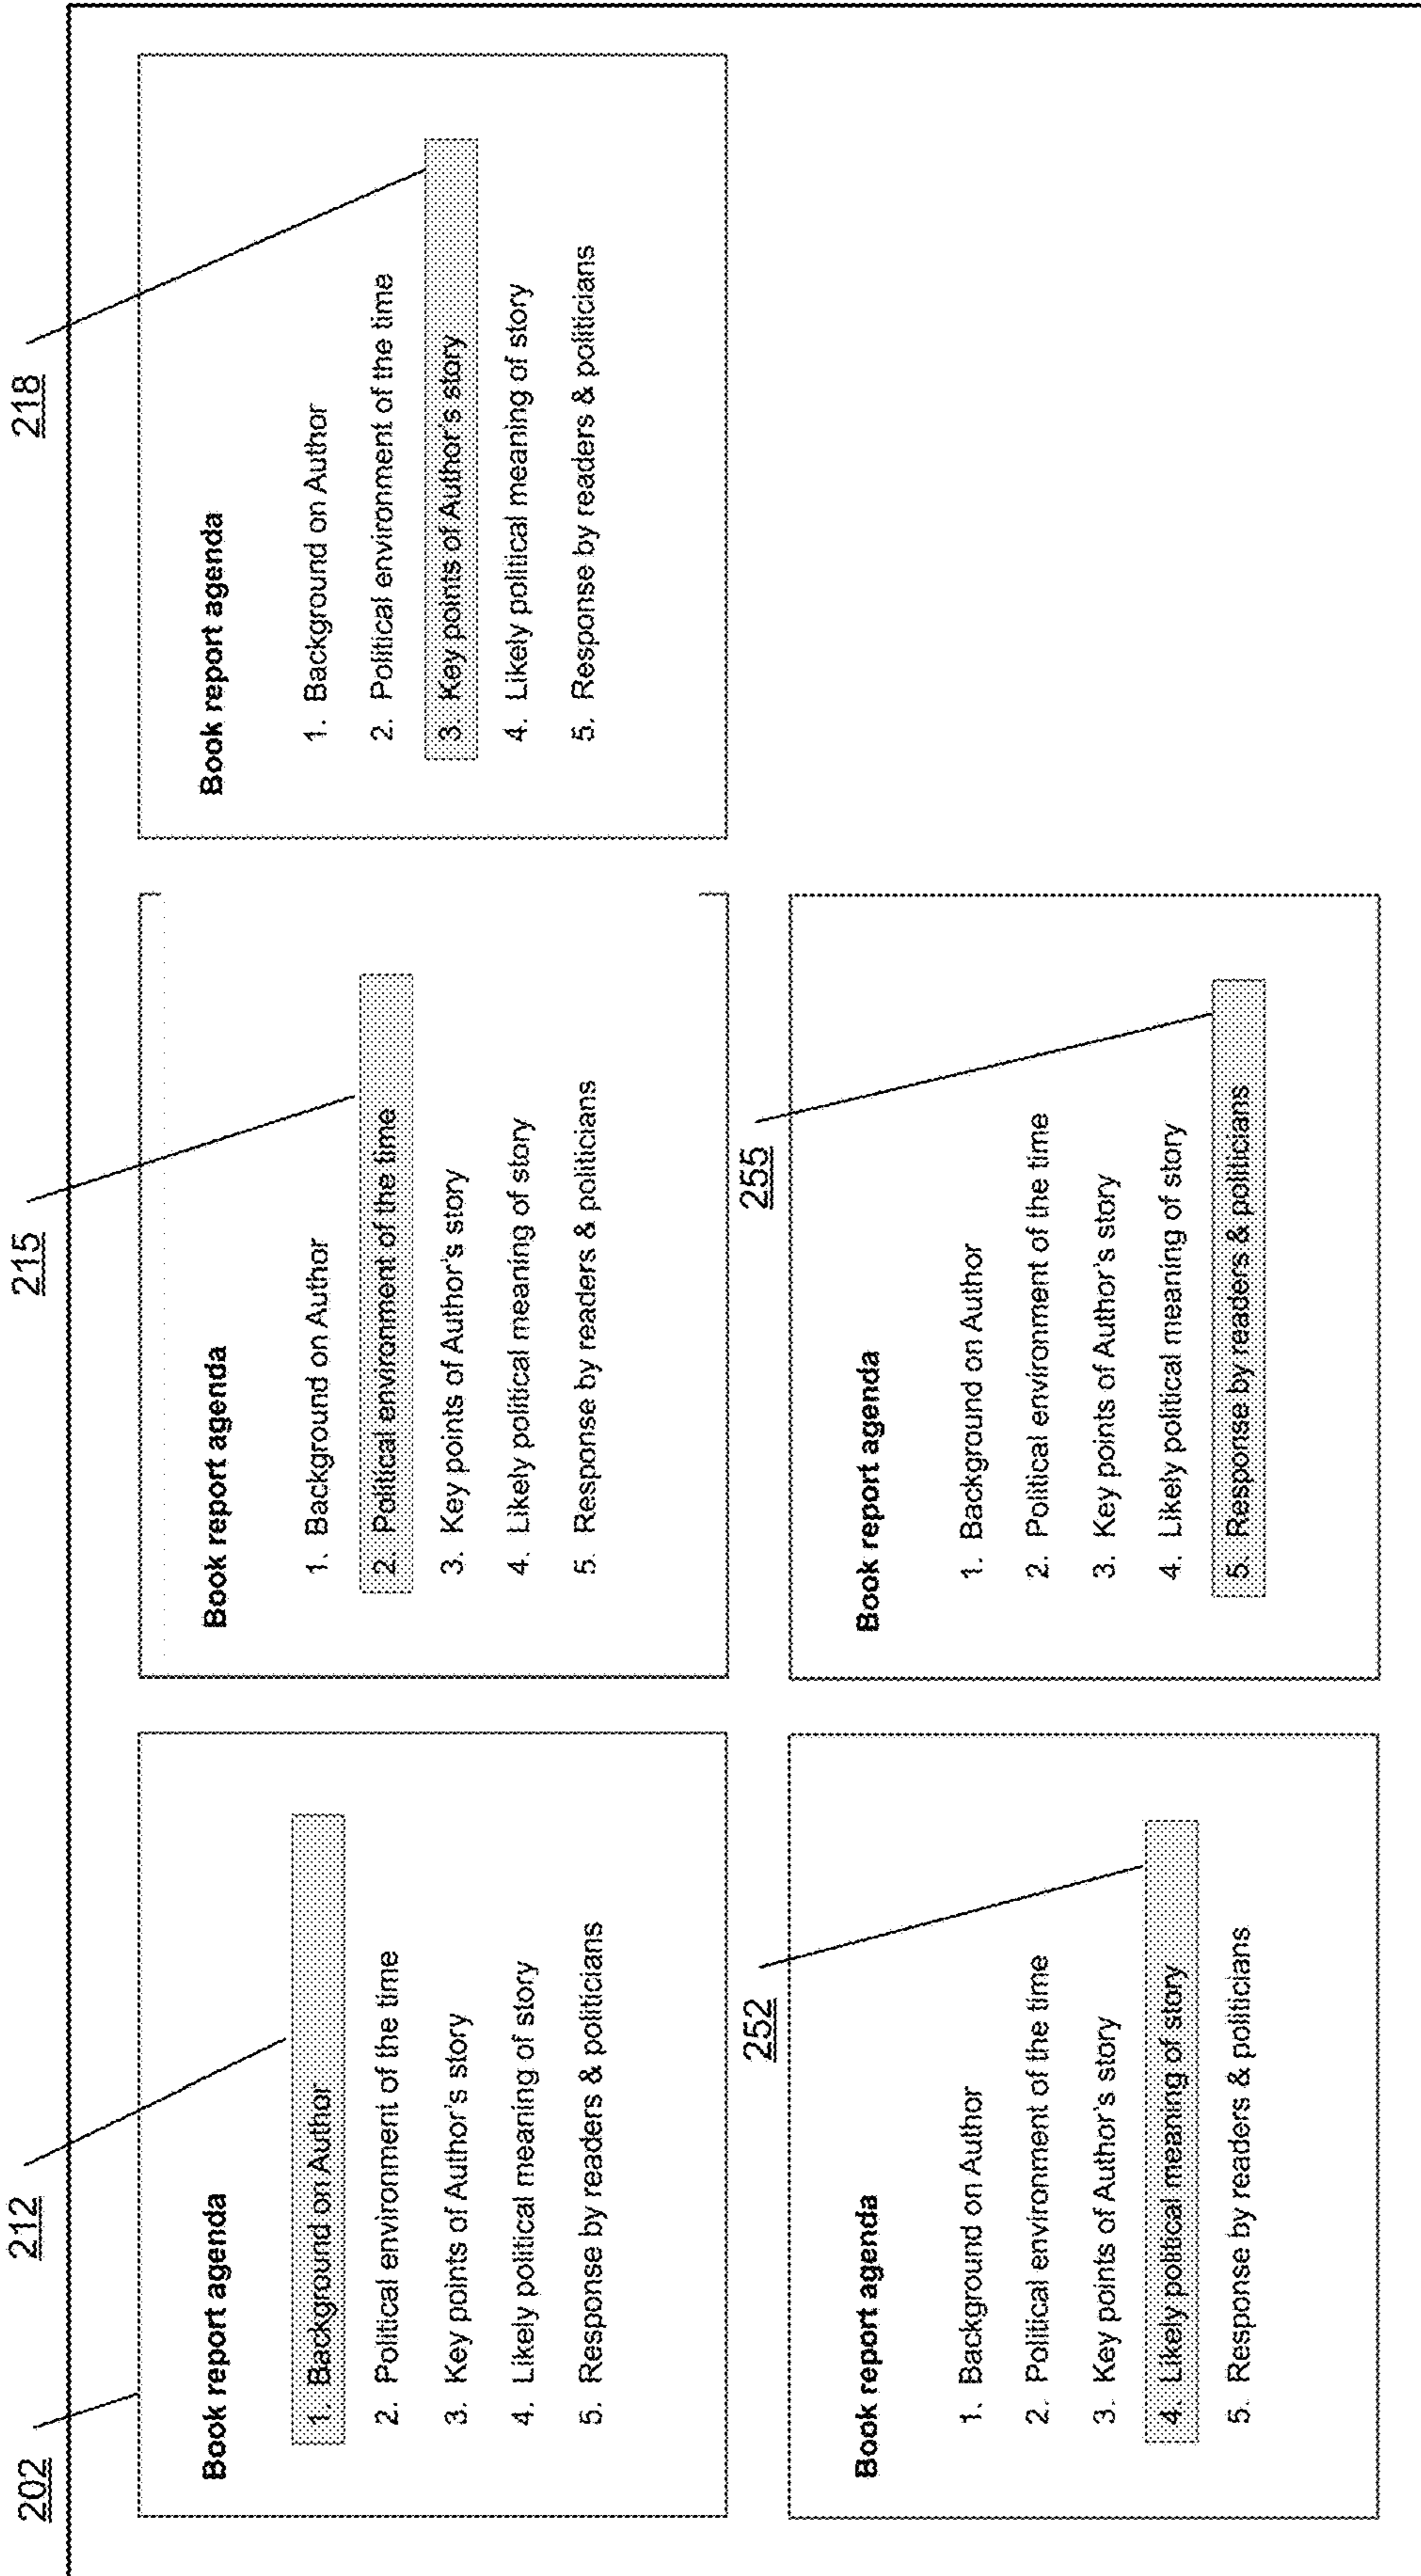 202
212
215
218
Book report agenda
1. Background on Author
2. Political environment of the time
3. Key points of Author's story
4. Likely political meaning of story
5. Response by readers & politicians
Book report agenda
1. Background on Author
2. Political environment of the time
3. Key points of Author's story
4. Likely political meaning of story
5. Response by readers & politicians
Book report agenda
1. Background on Author
2. Political environment of the time
3. Key points of Author's story
4. Likely political meaning of story
5. Response by readers & politicians
252
255
Book report agenda
1. Background on Author
2. Political environment of the time
3. Key points of Author's story
4. Likely political meaning of story
5. Response by readers & politicians
Book report agenda
1. Background on Author
2. Political environment of the time
3. Key points of Author's story
4. Likely political meaning of story
5. Response by readers & politicians